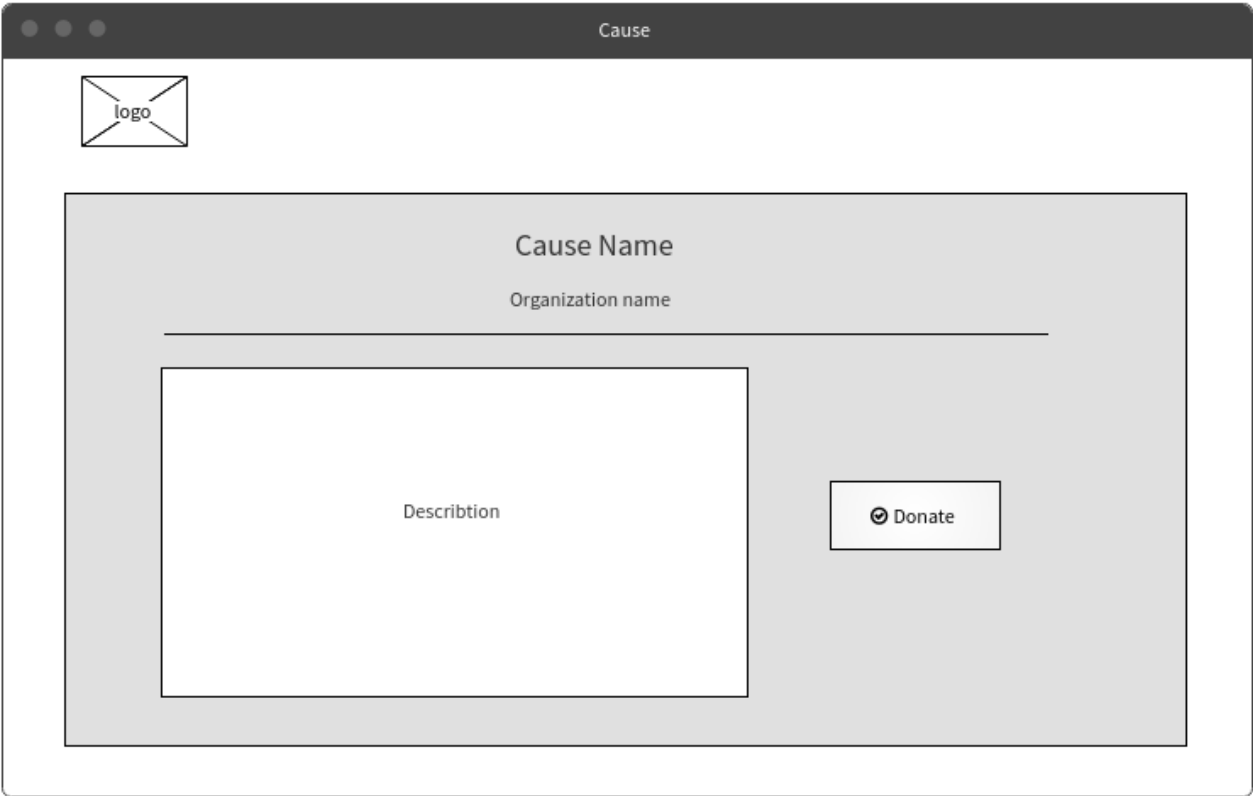 Cause
logo
Cause Name
Organization name
Describtion
Donate